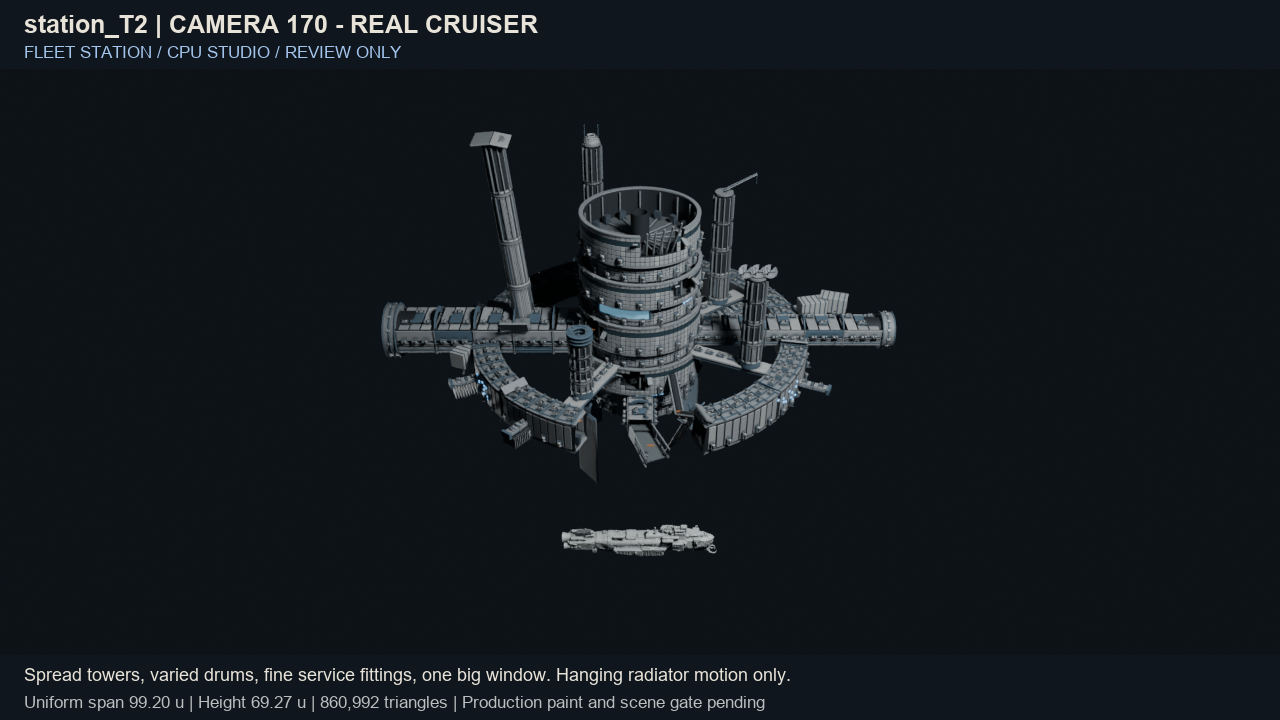 station_T2 | CAMERA 170 - REAL CRUISER
FLEET STATION / CPU STUDIO / REVIEW ONLY
Spread towers, varied drums, fine service fittings, one big window. Hanging radiator motion only.
Uniform span 99.20 u | Height 69.27 u | 860,992 triangles | Production paint and scene gate pending